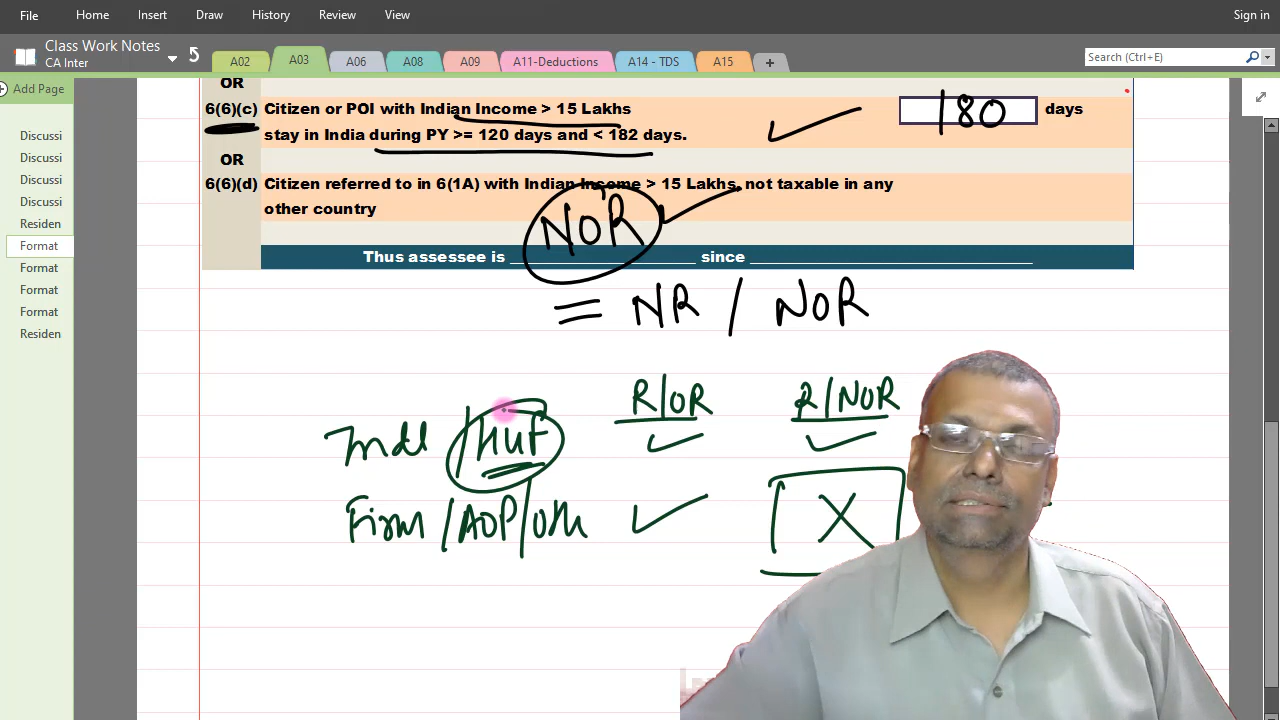 File Home Insert Draw History Review View Sign in
Class Work Notes
CA Inter
A02 A03 A06 A08 A09 A11-Deductions A14 - TDS A15
Search (Ctrl+E)
Add Page
Discussi
Discussi
Discussi
Discussi
Residen
Format
Format
Format
Format
Residen
OR
6(6)(c) Citizen or POI with Indian Income > 15 Lakhs 180 days
stay in India during PY >= 120 days and < 182 days.
OR
6(6)(d) Citizen referred to in 6(1A) with Indian Income > 15 Lakhs, not taxable in any
other country
NOR
Thus assessee is ____________ since ____________
= NR / NOR
R/OR R/NOR
Indl /HUF
Firm /AOP/Oth X